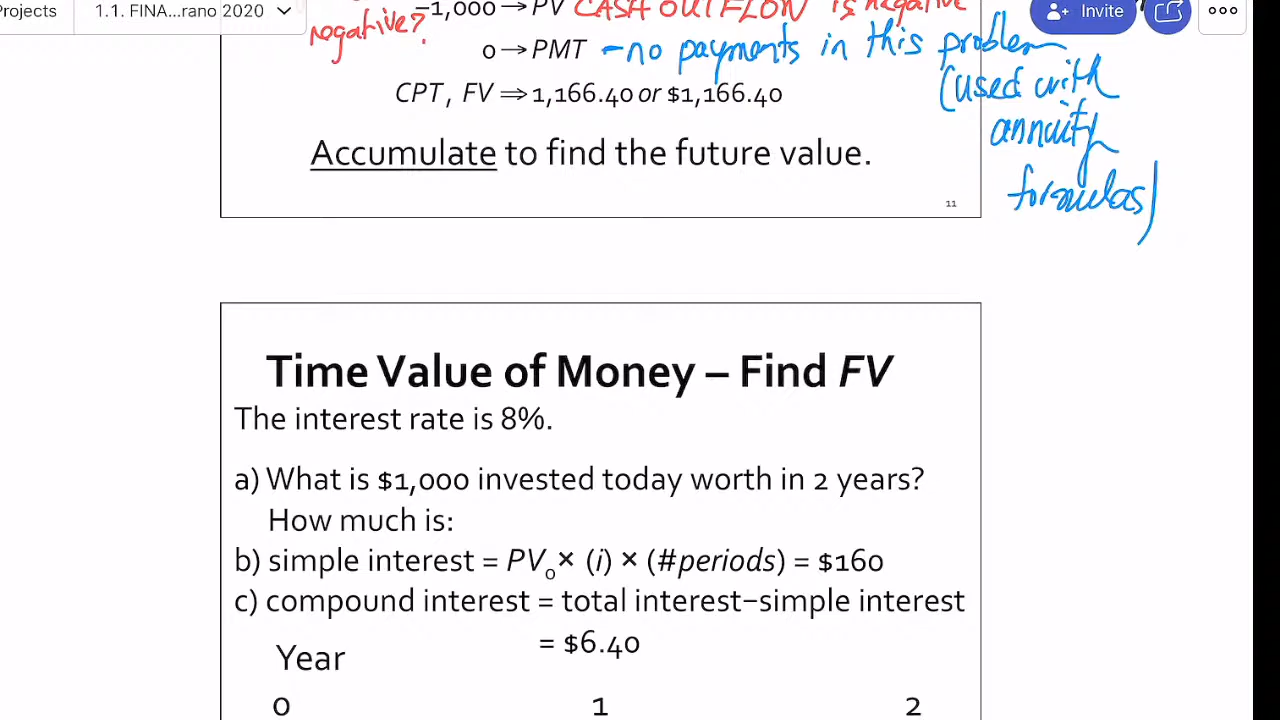 Projects
1.1. FINA...rano 2020
Invite
-1,000 → PV CASH OUTFLOW is negative
negative?
0 → PMT - no payments in this problem
(used with
CPT, FV ⇒ 1,166.40 or $1,166.40
annuity
Accumulate to find the future value.
formulas)
11
Time Value of Money – Find FV
The interest rate is 8%.
a) What is $1,000 invested today worth in 2 years?
How much is:
b) simple interest = PV₀ × (i) × (#periods) = $160
c) compound interest = total interest−simple interest
= $6.40
Year
0 1 2